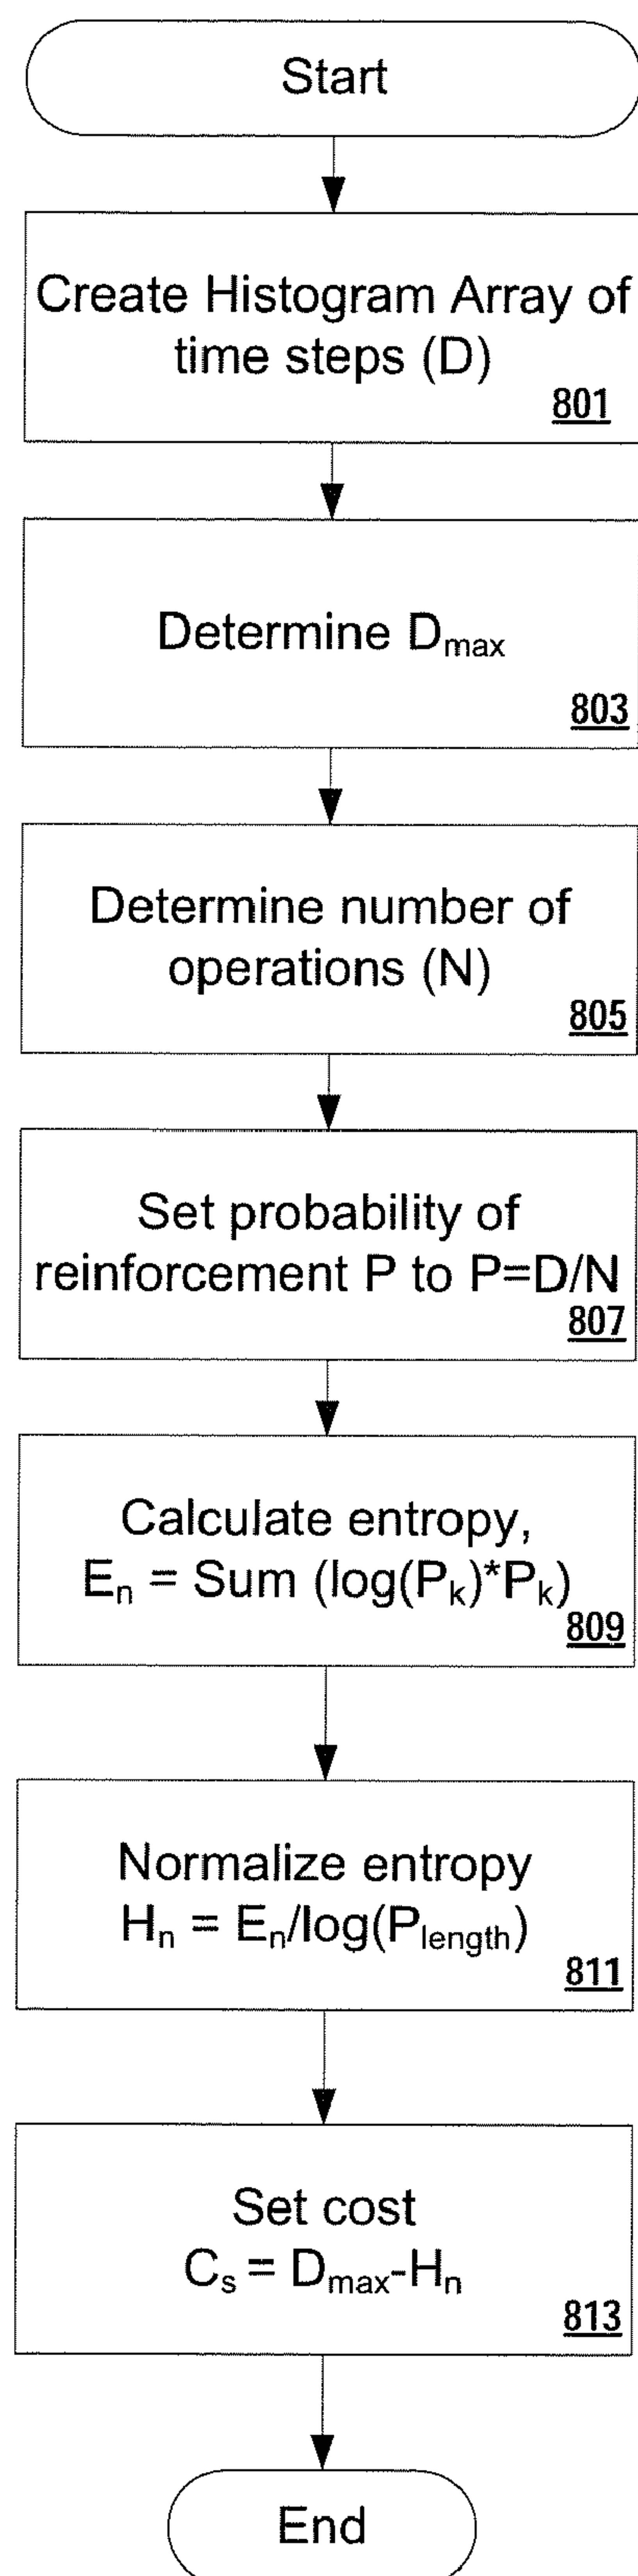 Start
Create Histogram Array of
time steps (D)
801
Determine Dmax
803
Determine number of
operations (N)
805
Set probability of
reinforcement P to P=D/N
807
Calculate entropy,
En = Sum (log(Pk)*Pk)
809
Normalize entropy
Hn = En/log(Plength)
811
Set cost
Cs = Dmax-Hn
813
End